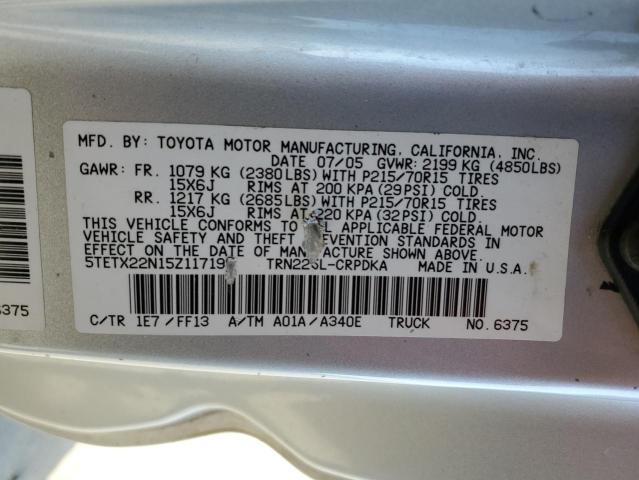 MFD. BY: TOYOTA MOTOR MANUFACTURING, CALIFORNIA, INC.
DATE 07/05 GVWR: 2199 KG (4850LBS)
GAWR: FR. 1079 KG (2380LBS) WITH P215/70R15 TIRES
15X6J RIMS AT 200 KPA (29PSI) COLD.
RR. 1217 KG (2685LBS) WITH P215/70R15 TIRES
15X6J RIMS AT 220 KPA (32PSI) COLD.
THIS VEHICLE CONFORMS TO APPLICABLE FEDERAL MOTOR
VEHICLE SAFETY AND THEFT STANDARDS IN
EFFECT ON THE DATE OF MANUFACTURE SHOWN ABOVE.
MADE IN U.S.A.
C/TR 1E7/FF13 A/TM A01A/A340E TRUCK NO.6375
6375